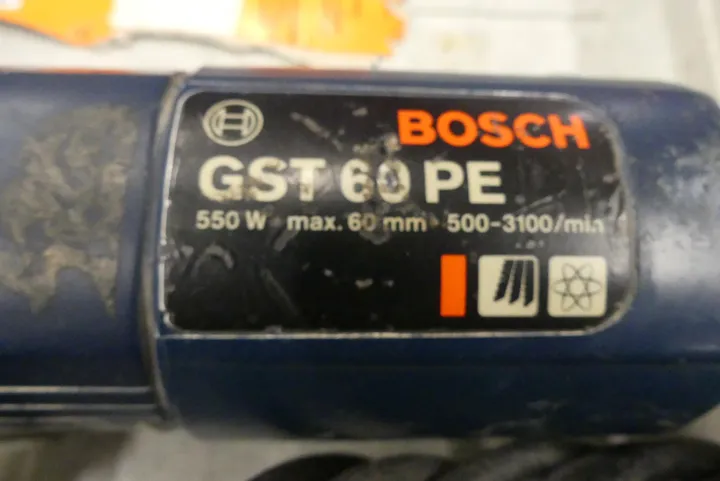 BOSCH
GST 60 PE
550 W max. 60 mm 500-3100/min